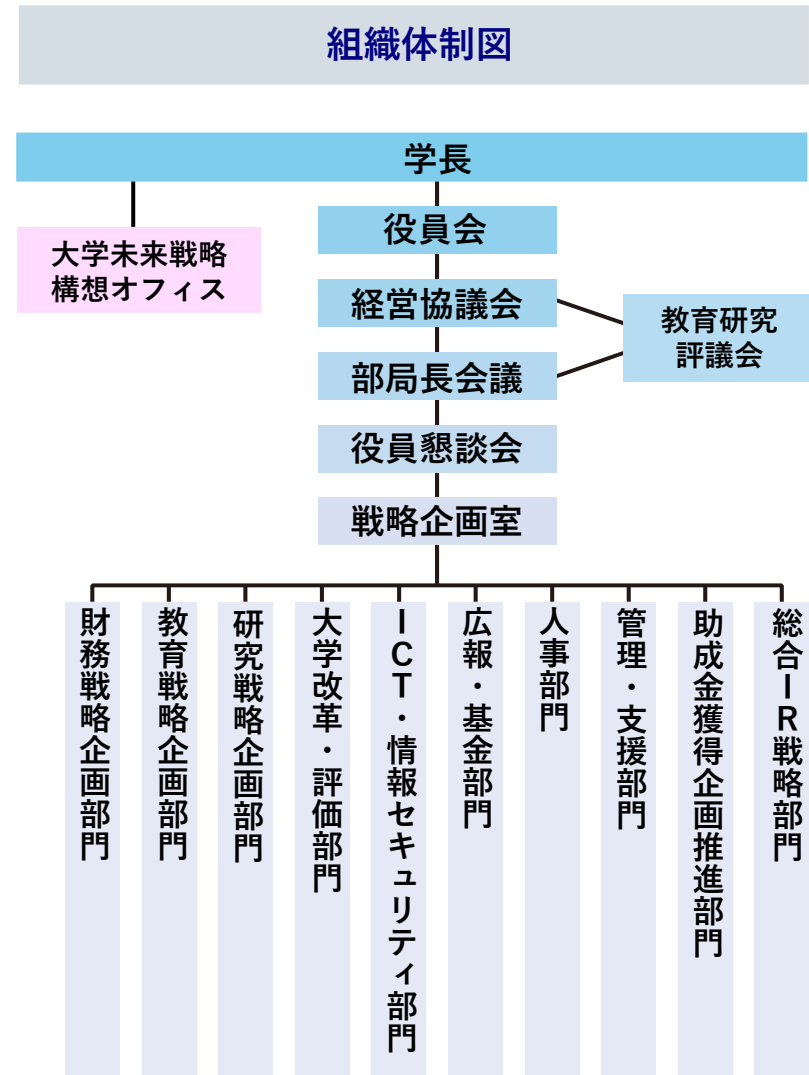 組織体制図
学長
大学未来戦略
構想オフィス
役員会
経営協議会
教育研究
評議会
部局長会議
役員懇談会
戦略企画室
財務戦略企画部門
教育戦略企画部門
研究戦略企画部門
大学改革・評価部門
ICT・情報セキュリティ部門
広報・基金部門
人事部門
管理・支援部門
助成金獲得企画推進部門
総合IR戦略部門